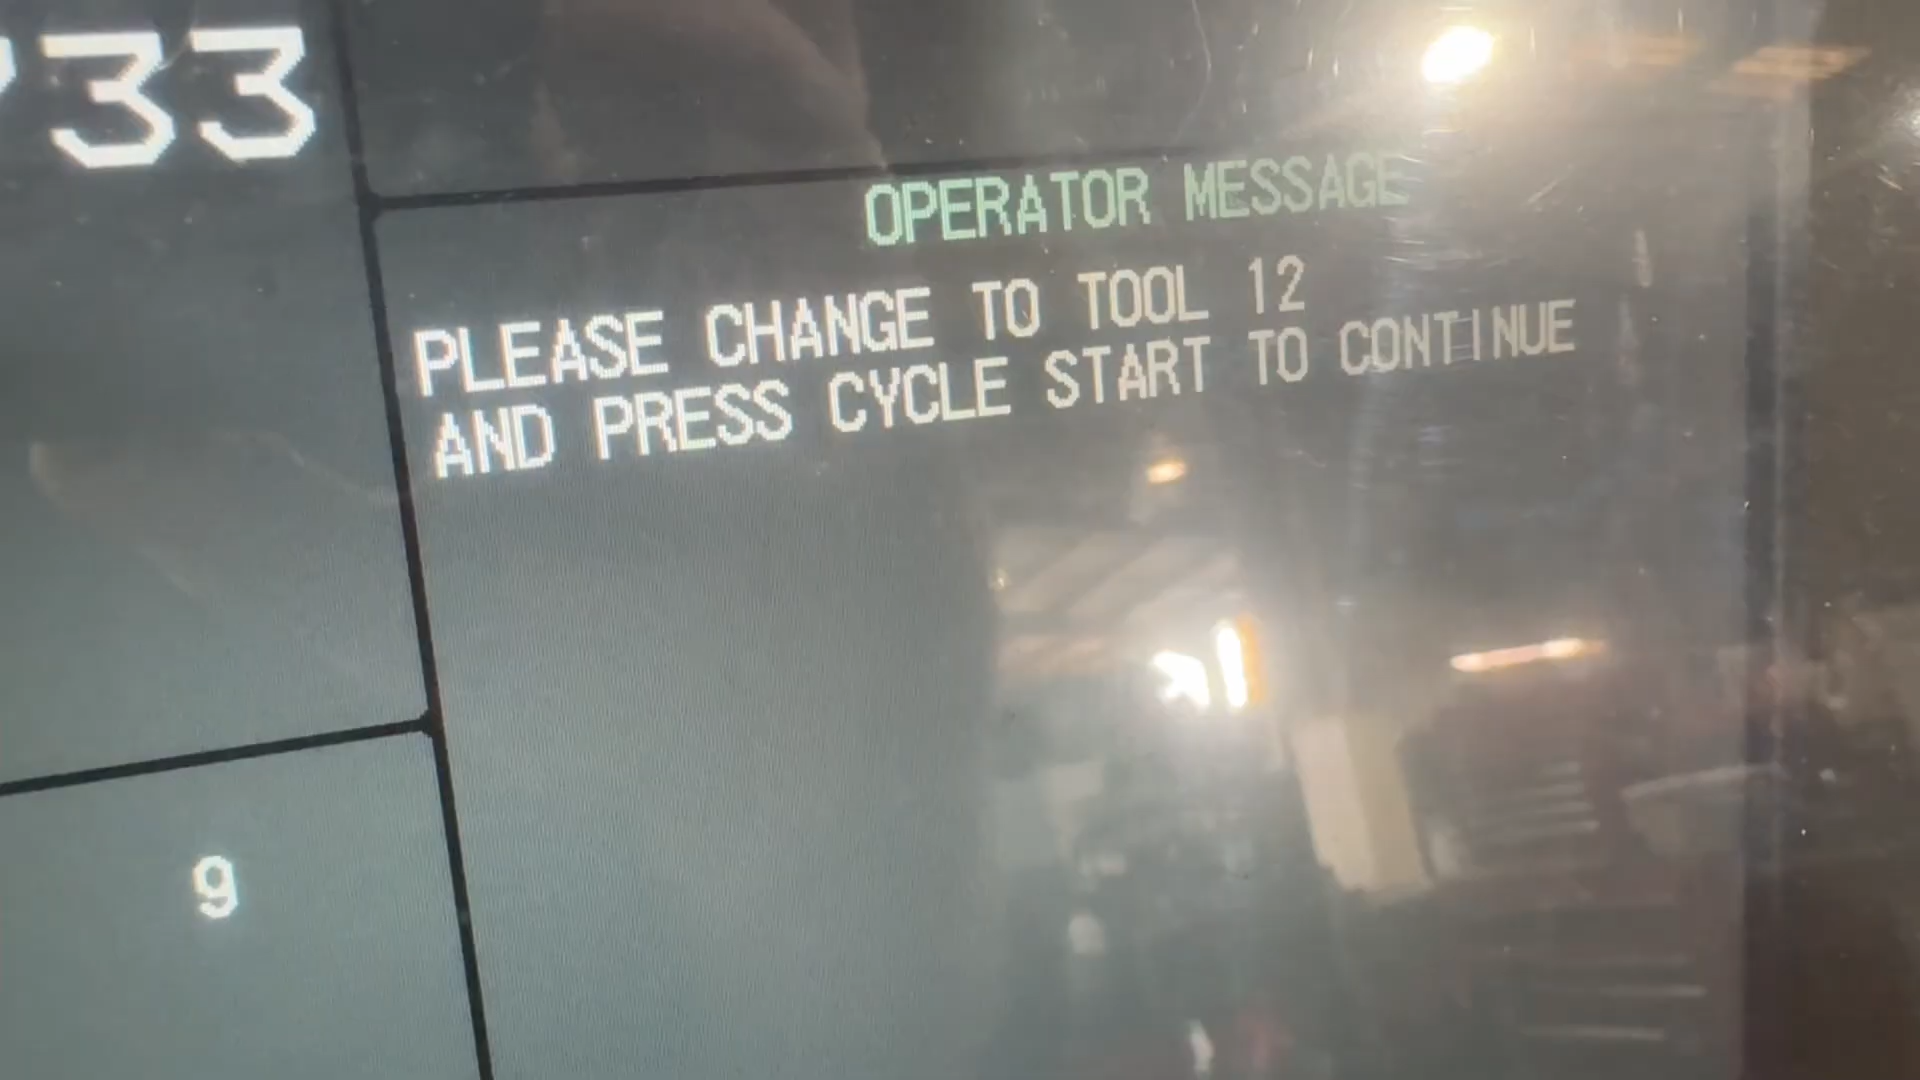 33
OPERATOR MESSAGE
PLEASE CHANGE TO TOOL 12
AND PRESS CYCLE START TO CONTINUE
9